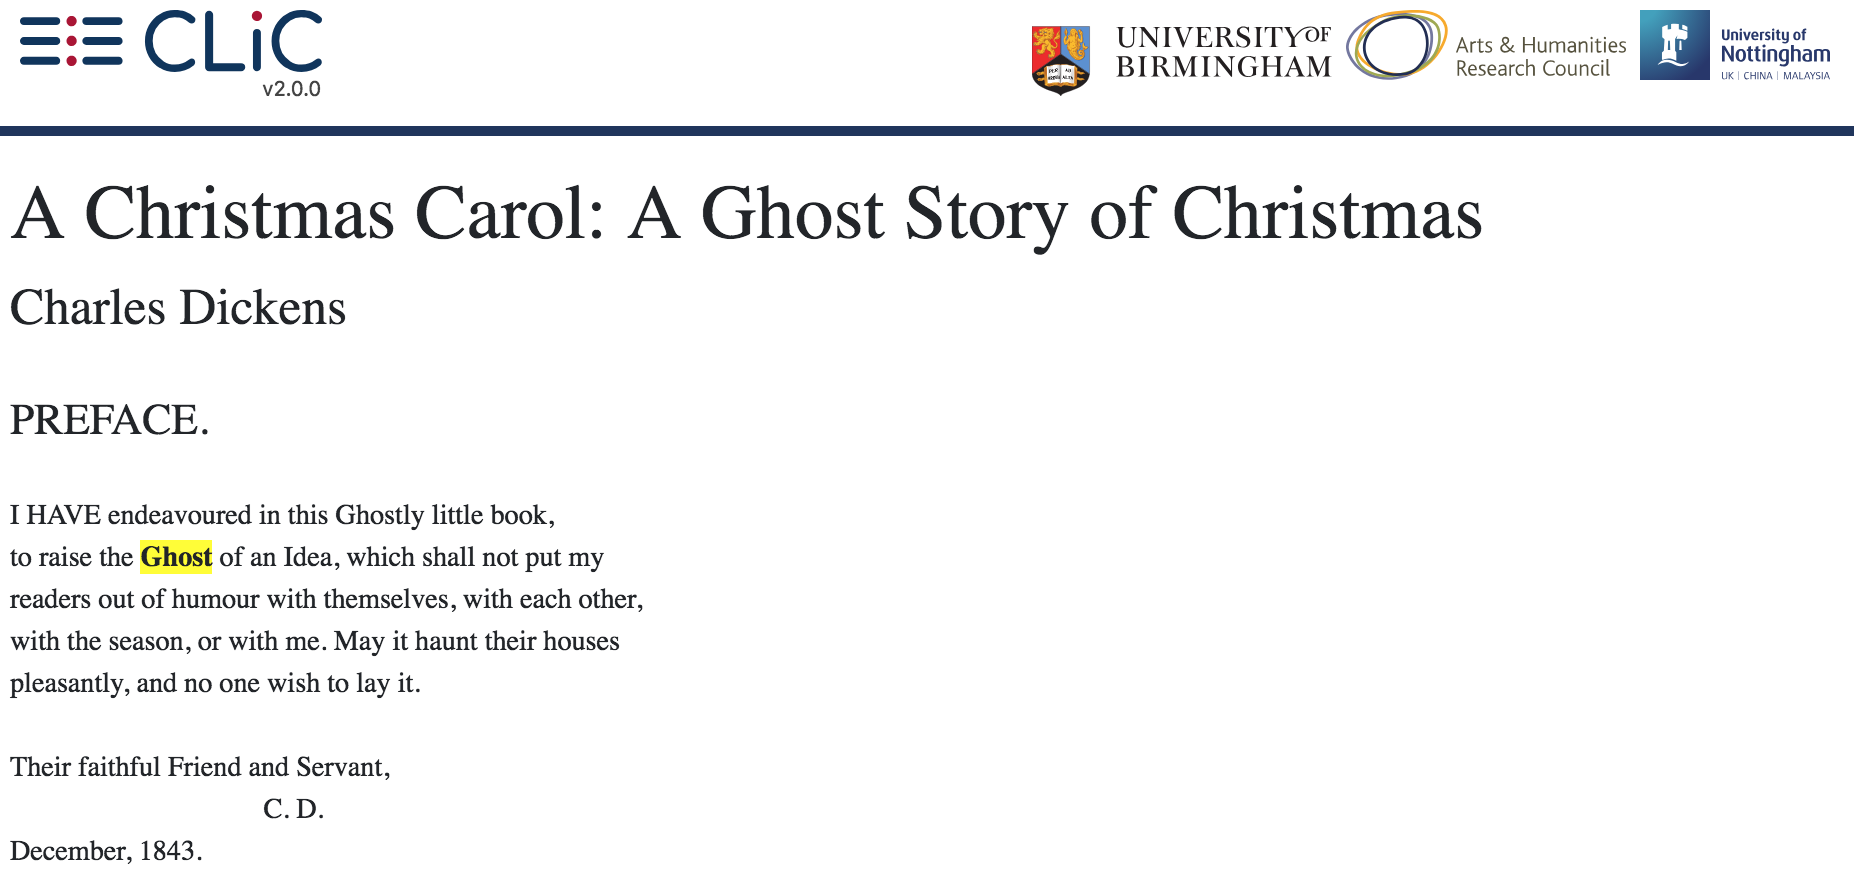 CLiC
v2.0.0
UNIVERSITY OF
BIRMINGHAM
Arts & Humanities
Research Council
University of
Nottingham
UK | CHINA | MALAYSIA
A Christmas Carol: A Ghost Story of Christmas
Charles Dickens
PREFACE.
I HAVE endeavoured in this Ghostly little book,
to raise the Ghost of an Idea, which shall not put my
readers out of humour with themselves, with each other,
with the season, or with me. May it haunt their houses
pleasantly, and no one wish to lay it.
Their faithful Friend and Servant,
C. D.
December, 1843.